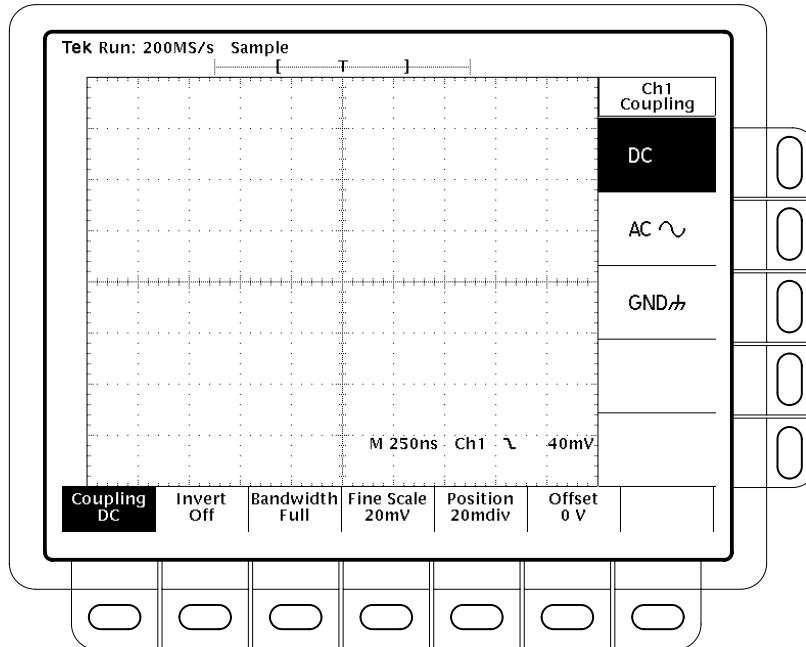 Tek Run: 200MS/s Sample
[ T ]
Ch1
Coupling
DC
AC
GND
M 250ns Ch1 40mV
Coupling
DC
Invert
Off
Bandwidth
Full
Fine Scale
20mV
Position
20mdiv
Offset
0 V